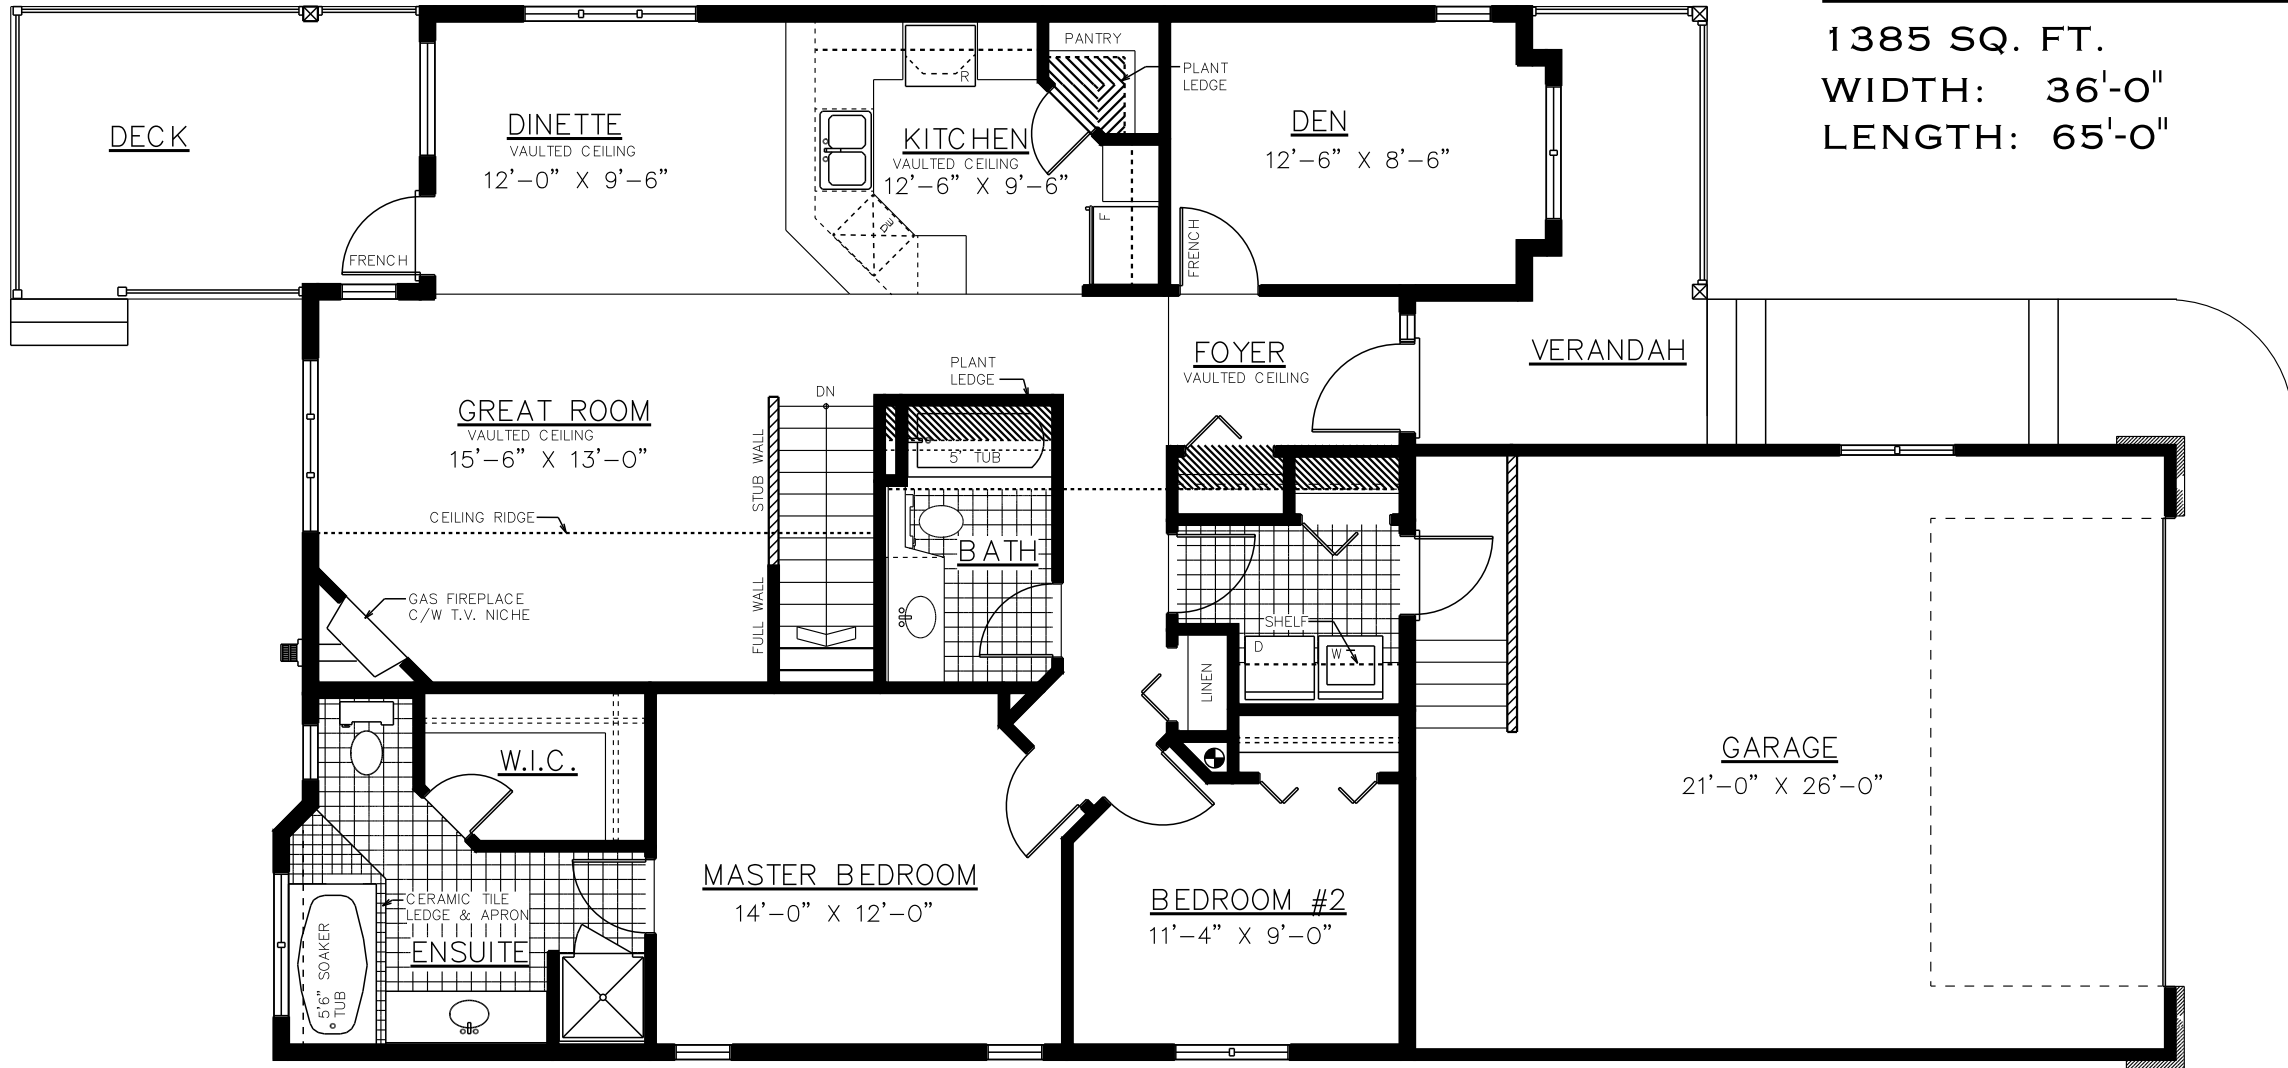 1385 SQ. FT.
WIDTH: 36'-0"
LENGTH: 65'-0"
DECK
FRENCH
DINETTE
VAULTED CEILING
12'-0" X 9'-6"
KITCHEN
VAULTED CEILING
12'-6" X 9'-6"
R
DW
F
PANTRY
PLANT
LEDGE
DEN
12'-6" X 8'-6"
FRENCH
FOYER
VAULTED CEILING
VERANDAH
GREAT ROOM
VAULTED CEILING
15'-6" X 13'-0"
CEILING RIDGE
GAS FIREPLACE
C/W T.V. NICHE
STUB WALL
FULL WALL
DN
PLANT
LEDGE
5' TUB
BATH
SHELF
D
W
LINEN
GARAGE
21'-0" X 26'-0"
W.I.C.
CERAMIC TILE
LEDGE & APRON
ENSUITE
5'6" SOAKER
TUB
MASTER BEDROOM
14'-0" X 12'-0"
BEDROOM #2
11'-4" X 9'-0"